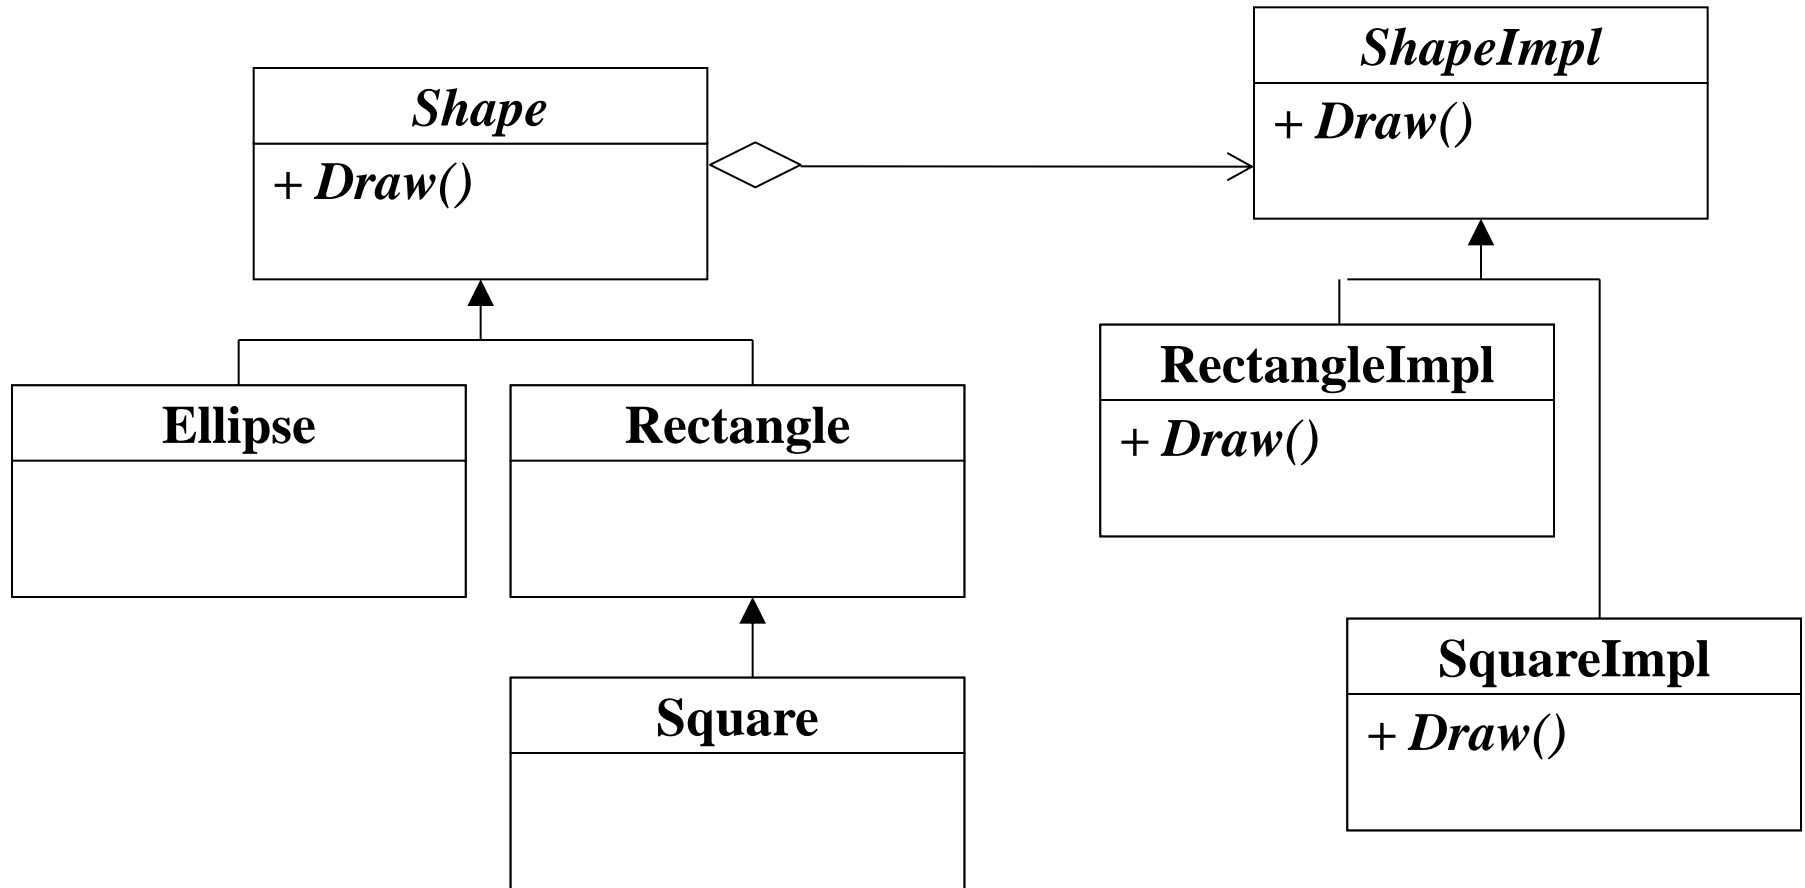 ShapeImpl
+ Draw()
Shape
+ Draw()
RectangleImpl
+ Draw()
Ellipse
Rectangle
SquareImpl
+ Draw()
Square